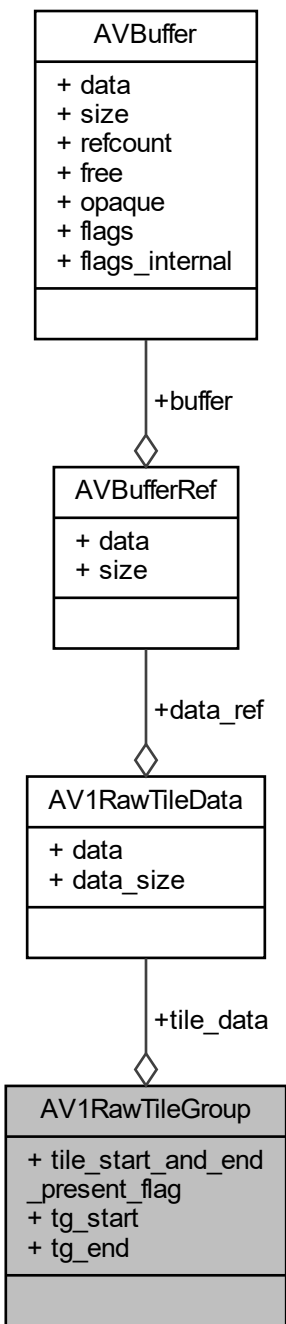 AVBuffer
+ data
+ size
+ refcount
+ free
+ opaque
+ flags
+ flags_internal
+buffer
AVBufferRef
+ data
+ size
+data_ref
AV1RawTileData
+ data
+ data_size
+tile_data
AV1RawTileGroup
+ tile_start_and_end
_present_flag
+ tg_start
+ tg_end